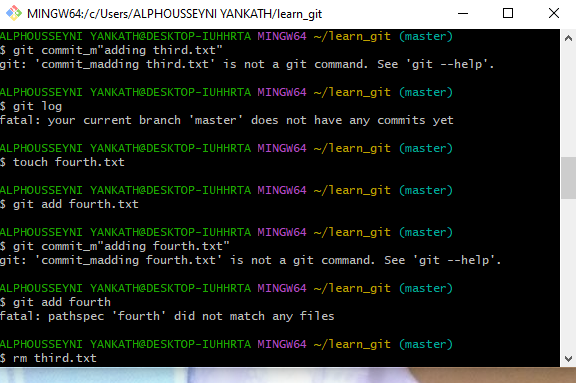 MINGW64:/c/Users/ALPHOUSSEYNI YANKATH/learn_git
ALPHOUSSEYNI YANKATH@DESKTOP-IUHHRTA MINGW64 ~/learn_git (master)
$ git commit_m"adding third.txt"
git: 'commit_madding third.txt' is not a git command. See 'git --help'.
ALPHOUSSEYNI YANKATH@DESKTOP-IUHHRTA MINGW64 ~/learn_git (master)
$ git log
fatal: your current branch 'master' does not have any commits yet
ALPHOUSSEYNI YANKATH@DESKTOP-IUHHRTA MINGW64 ~/learn_git (master)
$ touch fourth.txt
ALPHOUSSEYNI YANKATH@DESKTOP-IUHHRTA MINGW64 ~/learn_git (master)
$ git add fourth.txt
ALPHOUSSEYNI YANKATH@DESKTOP-IUHHRTA MINGW64 ~/learn_git (master)
$ git commit_m"adding fourth.txt"
git: 'commit_madding fourth.txt' is not a git command. See 'git --help'.
ALPHOUSSEYNI YANKATH@DESKTOP-IUHHRTA MINGW64 ~/learn_git (master)
$ git add fourth
fatal: pathspec 'fourth' did not match any files
ALPHOUSSEYNI YANKATH@DESKTOP-IUHHRTA MINGW64 ~/learn_git (master)
$ rm third.txt